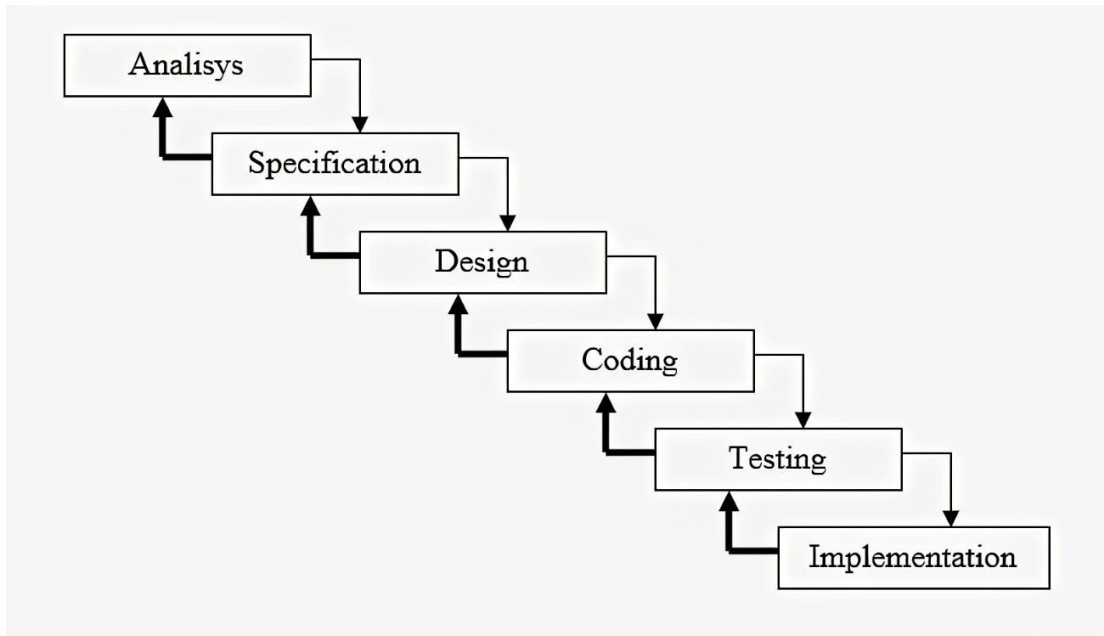 Analisys
Specification
Design
Coding
Testing
Implementation